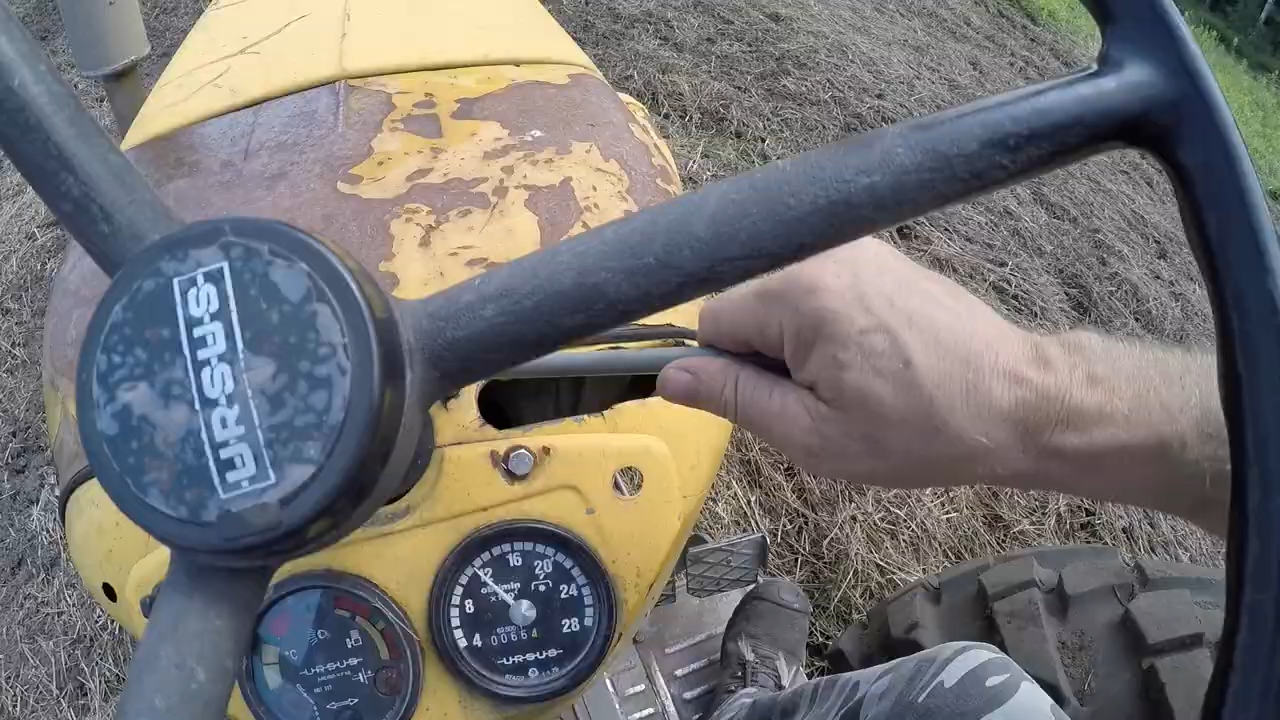 URSUS
4 8 12 16 20 24 28
obr/min
x100
00654
URSUS
°C
URSUS